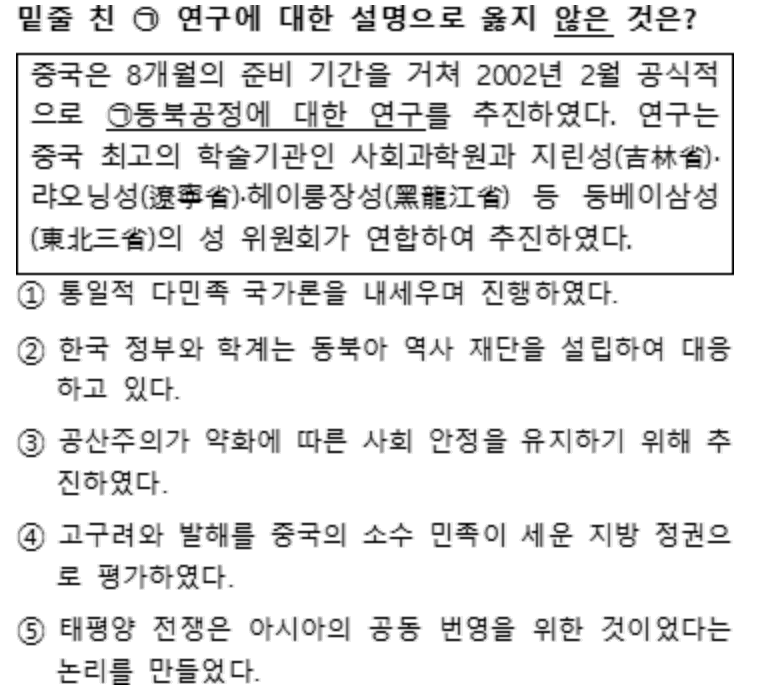 밑줄 친 ㉠ 연구에 대한 설명으로 옳지 않은 것은?
중국은 8개월의 준비 기간을 거쳐 2002년 2월 공식적
으로 ㉠동북공정에 대한 연구를 추진하였다. 연구는
중국 최고의 학술기관인 사회과학원과 지린성(吉林省)·
랴오닝성(遼寧省)·헤이룽장성(黑龍江省) 등 둥베이삼성
(東北三省)의 성 위원회가 연합하여 추진하였다.
① 통일적 다민족 국가론을 내세우며 진행하였다.
② 한국 정부와 학계는 동북아 역사 재단을 설립하여 대응
하고 있다.
③ 공산주의가 약화에 따른 사회 안정을 유지하기 위해 추
진하였다.
④ 고구려와 발해를 중국의 소수 민족이 세운 지방 정권으
로 평가하였다.
⑤ 태평양 전쟁은 아시아의 공동 번영을 위한 것이었다는
논리를 만들었다.